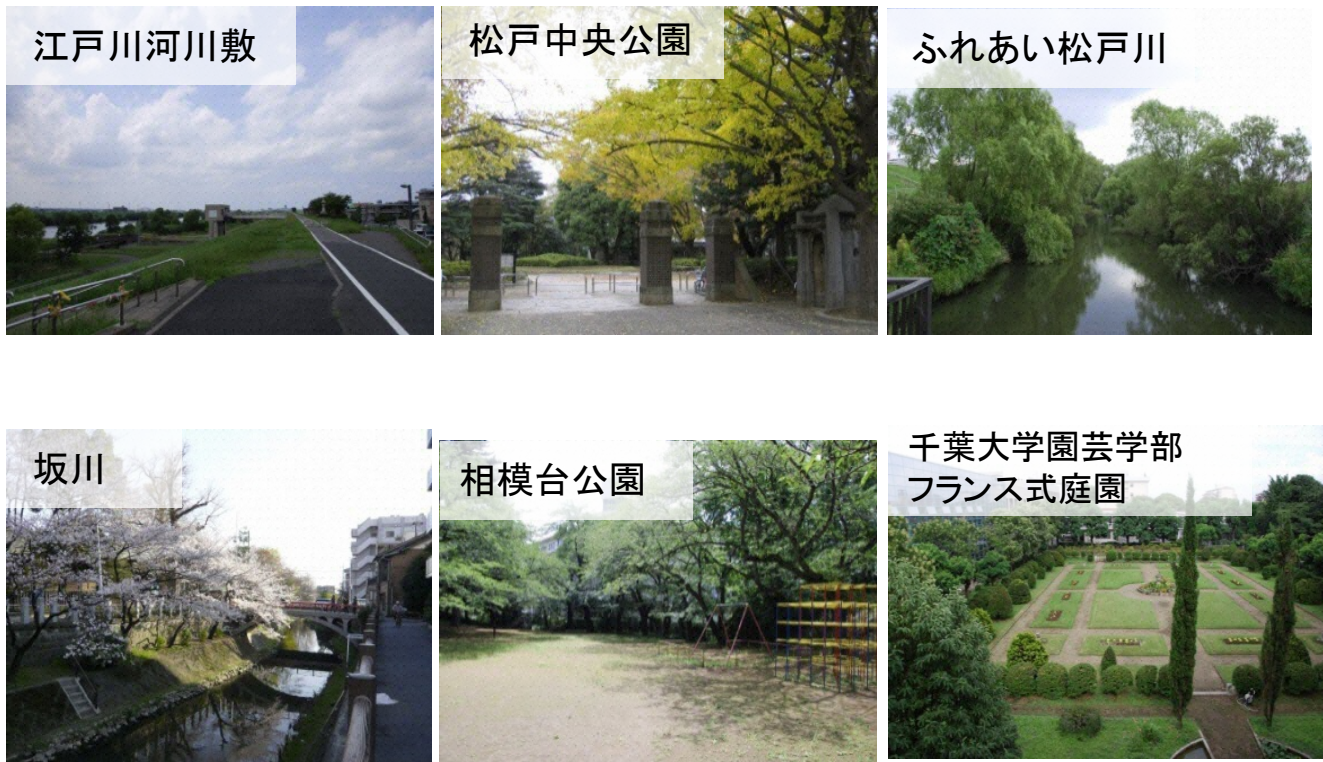 江戸川河川敷
松戸中央公園
ふれあい松戸川
坂川
相模台公園
千葉大学園芸学部
フランス式庭園